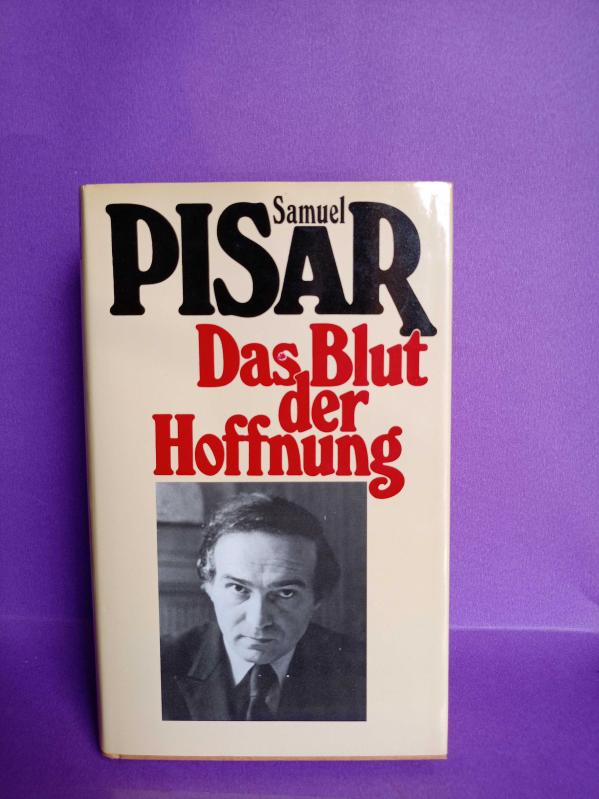 Samuel
PISAR
Das Blut
der
Hoffnung